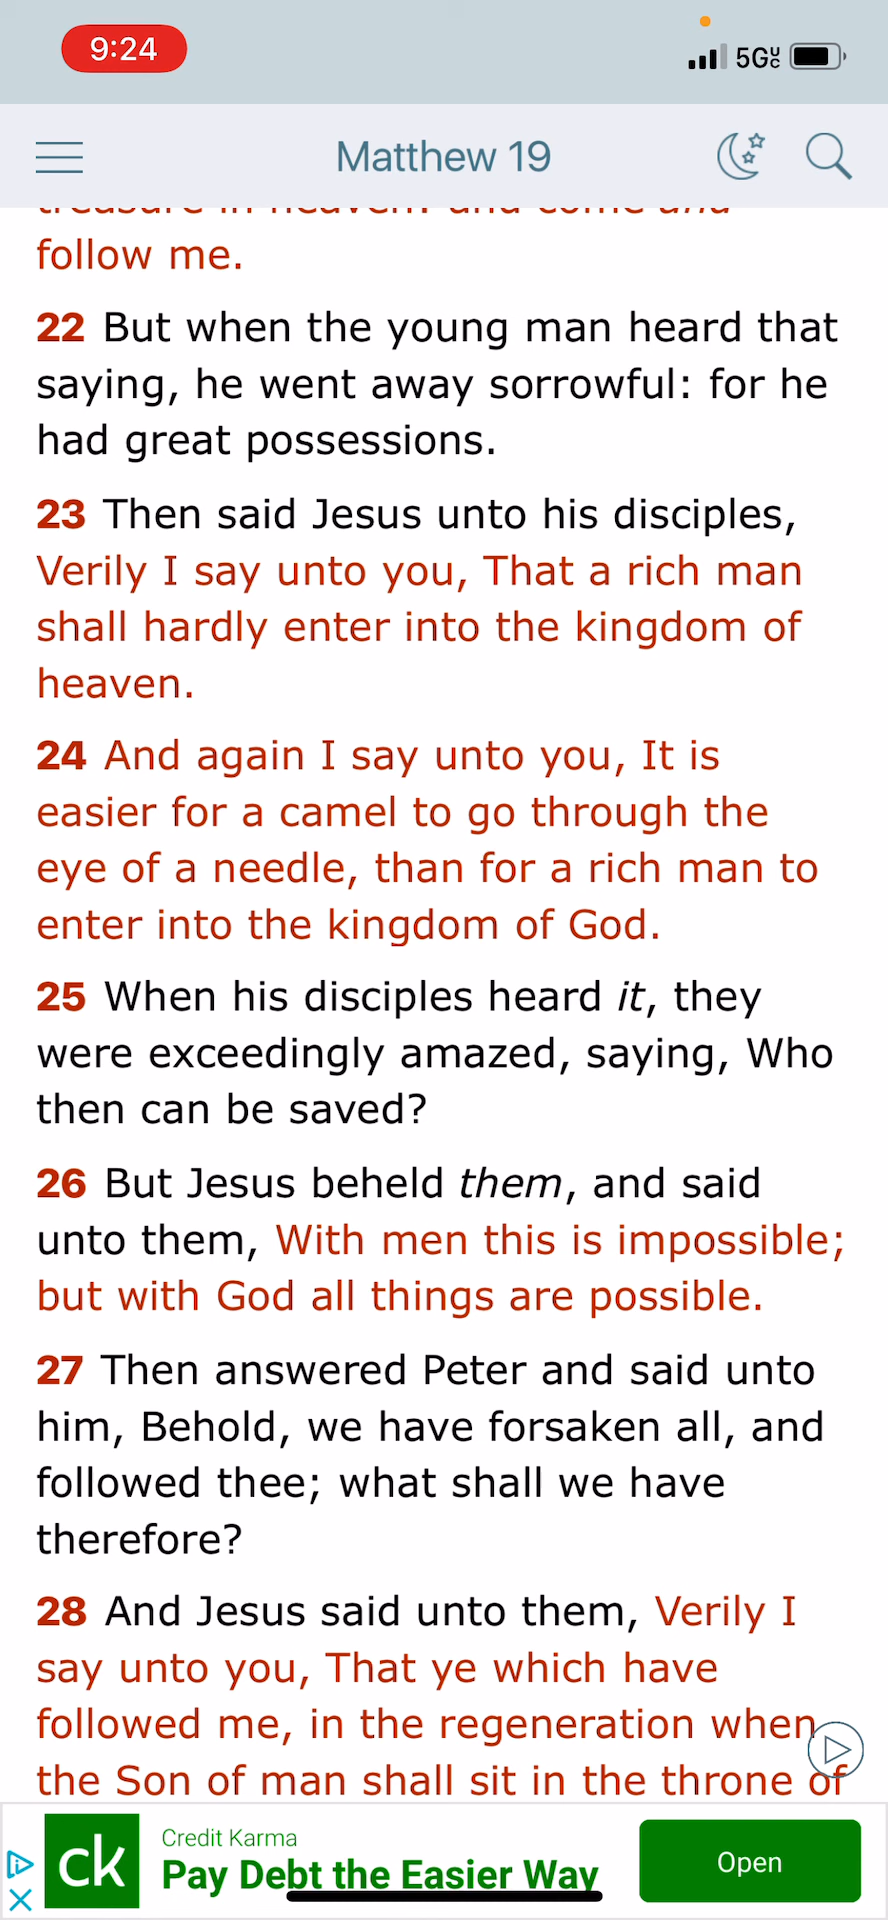 9:24
5G
Matthew 19
treasure in heaven: and come and
follow me.
22 But when the young man heard that
saying, he went away sorrowful: for he
had great possessions.
23 Then said Jesus unto his disciples,
Verily I say unto you, That a rich man
shall hardly enter into the kingdom of
heaven.
24 And again I say unto you, It is
easier for a camel to go through the
eye of a needle, than for a rich man to
enter into the kingdom of God.
25 When his disciples heard it, they
were exceedingly amazed, saying, Who
then can be saved?
26 But Jesus beheld them, and said
unto them, With men this is impossible;
but with God all things are possible.
27 Then answered Peter and said unto
him, Behold, we have forsaken all, and
followed thee; what shall we have
therefore?
28 And Jesus said unto them, Verily I
say unto you, That ye which have
followed me, in the regeneration when
the Son of man shall sit in the throne of
ck
Credit Karma
Pay Debt the Easier Way
Open